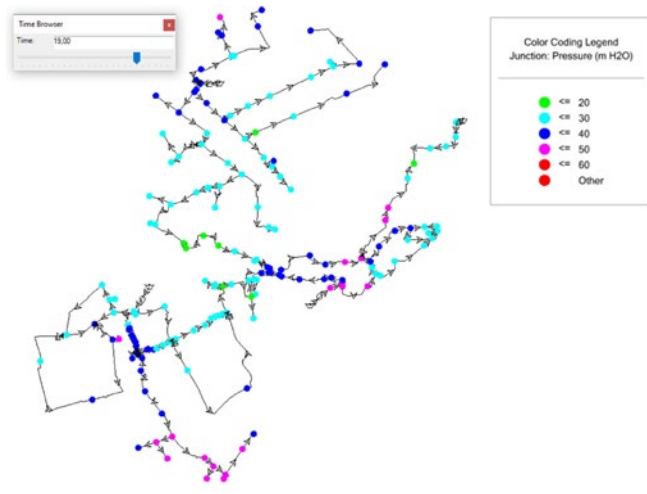 Time Browser
x
Time: 19,00
Color Coding Legend
Junction: Pressure (m H2O)
<= 20
<= 30
<= 40
<= 50
<= 60
Other